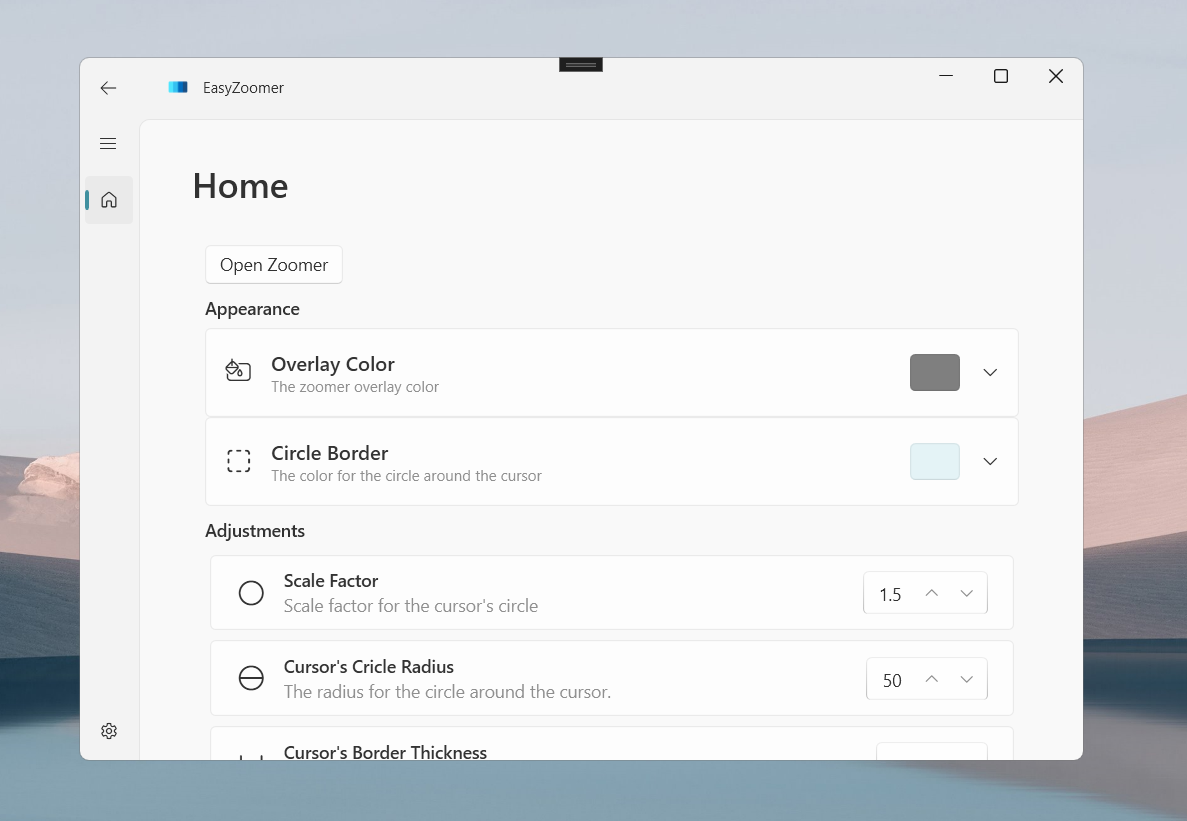 EasyZoomer
Home
Open Zoomer
Appearance
Overlay Color
The zoomer overlay color
Circle Border
The color for the circle around the cursor
Adjustments
Scale Factor
Scale factor for the cursor's circle
1.5
Cursor's Cricle Radius
The radius for the circle around the cursor.
50
Cursor's Border Thickness